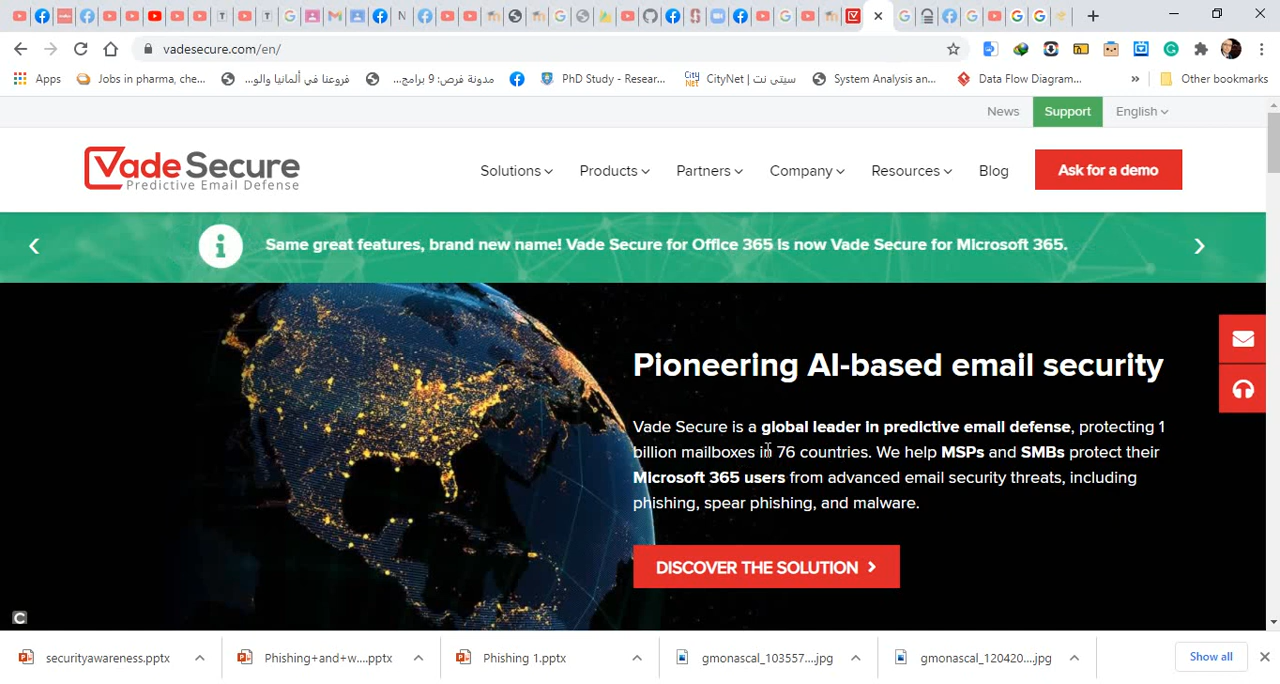 vadesecure.com/en/
Apps
Jobs in pharma, che...
فروعنا في ألمانيا والو...
مدونة فرص: 9 برامج...
PhD Study - Resear...
City Net
CityNet | سيتي نت
System Analysis an...
Data Flow Diagram...
»
Other bookmarks
News
Support
English
Vade Secure
Predictive Email Defense
Solutions
Products
Partners
Company
Resources
Blog
Ask for a demo
Same great features, brand new name! Vade Secure for Office 365 is now Vade Secure for Microsoft 365.
Pioneering AI-based email security
Vade Secure is a global leader in predictive email defense, protecting 1
billion mailboxes in 76 countries. We help MSPs and SMBs protect their
Microsoft 365 users from advanced email security threats, including
phishing, spear phishing, and malware.
DISCOVER THE SOLUTION
securityawareness.pptx
Phishing+and+w....pptx
Phishing 1.pptx
gmonascal_103557....jpg
gmonascal_120420....jpg
Show all